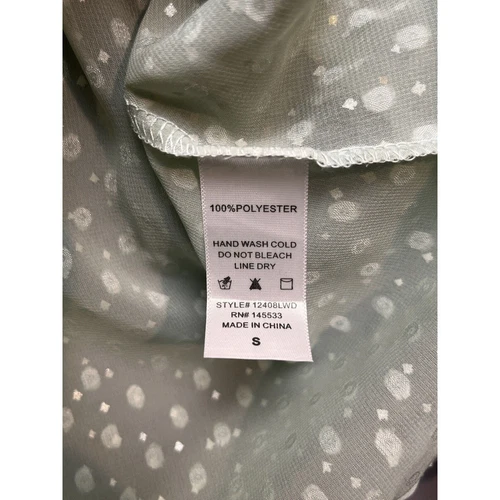 100%POLYESTER
HAND WASH COLD
DO NOT BLEACH
LINE DRY
STYLE# 12408LWD
RN# 145533
MADE IN CHINA
S